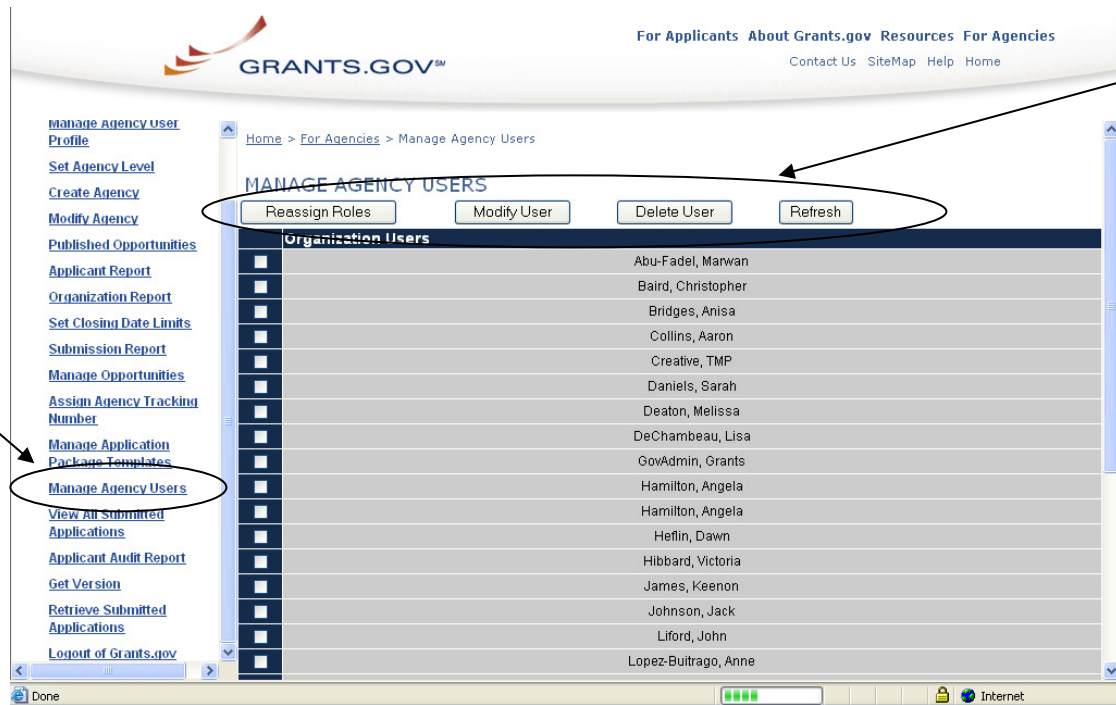 For Applicants About Grants.gov Resources For Agencies
GRANTS.GOV℠
Contact Us SiteMap Help Home
Manage Agency User
Profile
Set Agency Level
Create Agency
Modify Agency
Published Opportunities
Applicant Report
Organization Report
Set Closing Date Limits
Submission Report
Manage Opportunities
Assign Agency Tracking
Number
Manage Application
Package Templates
Manage Agency Users
View All Submitted
Applications
Applicant Audit Report
Get Version
Retrieve Submitted
Applications
Logout of Grants.gov
Home > For Agencies > Manage Agency Users
MANAGE AGENCY USERS
Reassign Roles Modify User Delete User Refresh
Organization Users
Abu-Fadel, Marwan
Baird, Christopher
Bridges, Anisa
Collins, Aaron
Creative, TMP
Daniels, Sarah
Deaton, Melissa
DeChambeau, Lisa
GovAdmin, Grants
Hamilton, Angela
Hamilton, Angela
Heflin, Dawn
Hibbard, Victoria
James, Keenon
Johnson, Jack
Liford, John
Lopez-Buitrago, Anne
Done Internet